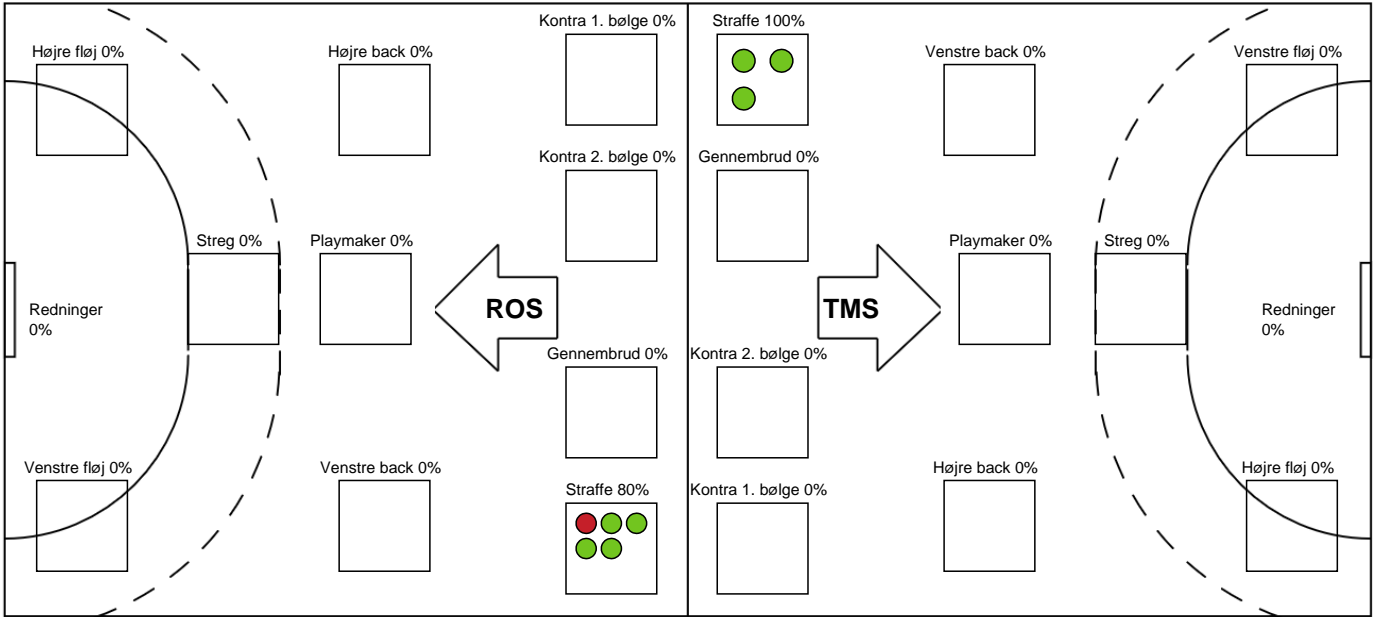 Kontra 1. bølge 0%
Straffe 100%
Højre fløj 0%
Højre back 0%
Venstre back 0%
Venstre fløj 0%
Kontra 2. bølge 0%
Gennembrud 0%
Streg 0%
Playmaker 0%
Playmaker 0%
Streg 0%
Redninger
0%
ROS
TMS
Redninger
0%
Gennembrud 0%
Kontra 2. bølge 0%
Venstre fløj 0%
Venstre back 0%
Højre back 0%
Højre fløj 0%
Straffe 80%
Kontra 1. bølge 0%